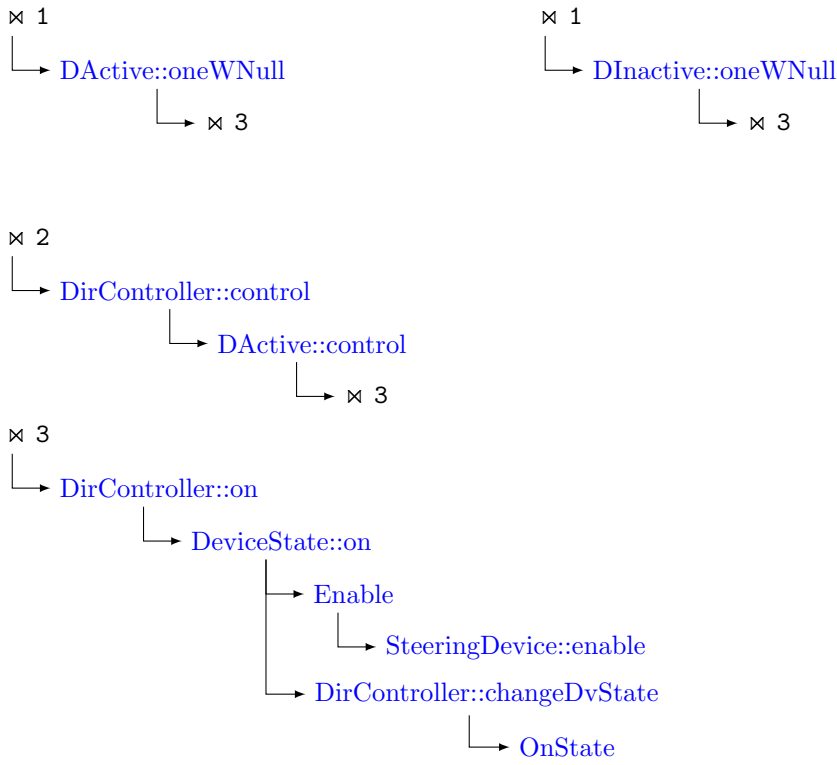 ⋈ 1
DActive::oneWNull
⋈ 3
⋈ 1
DInactive::oneWNull
⋈ 3
⋈ 2
DirController::control
DActive::control
⋈ 3
⋈ 3
DirController::on
DeviceState::on
Enable
SteeringDevice::enable
DirController::changeDvState
OnState